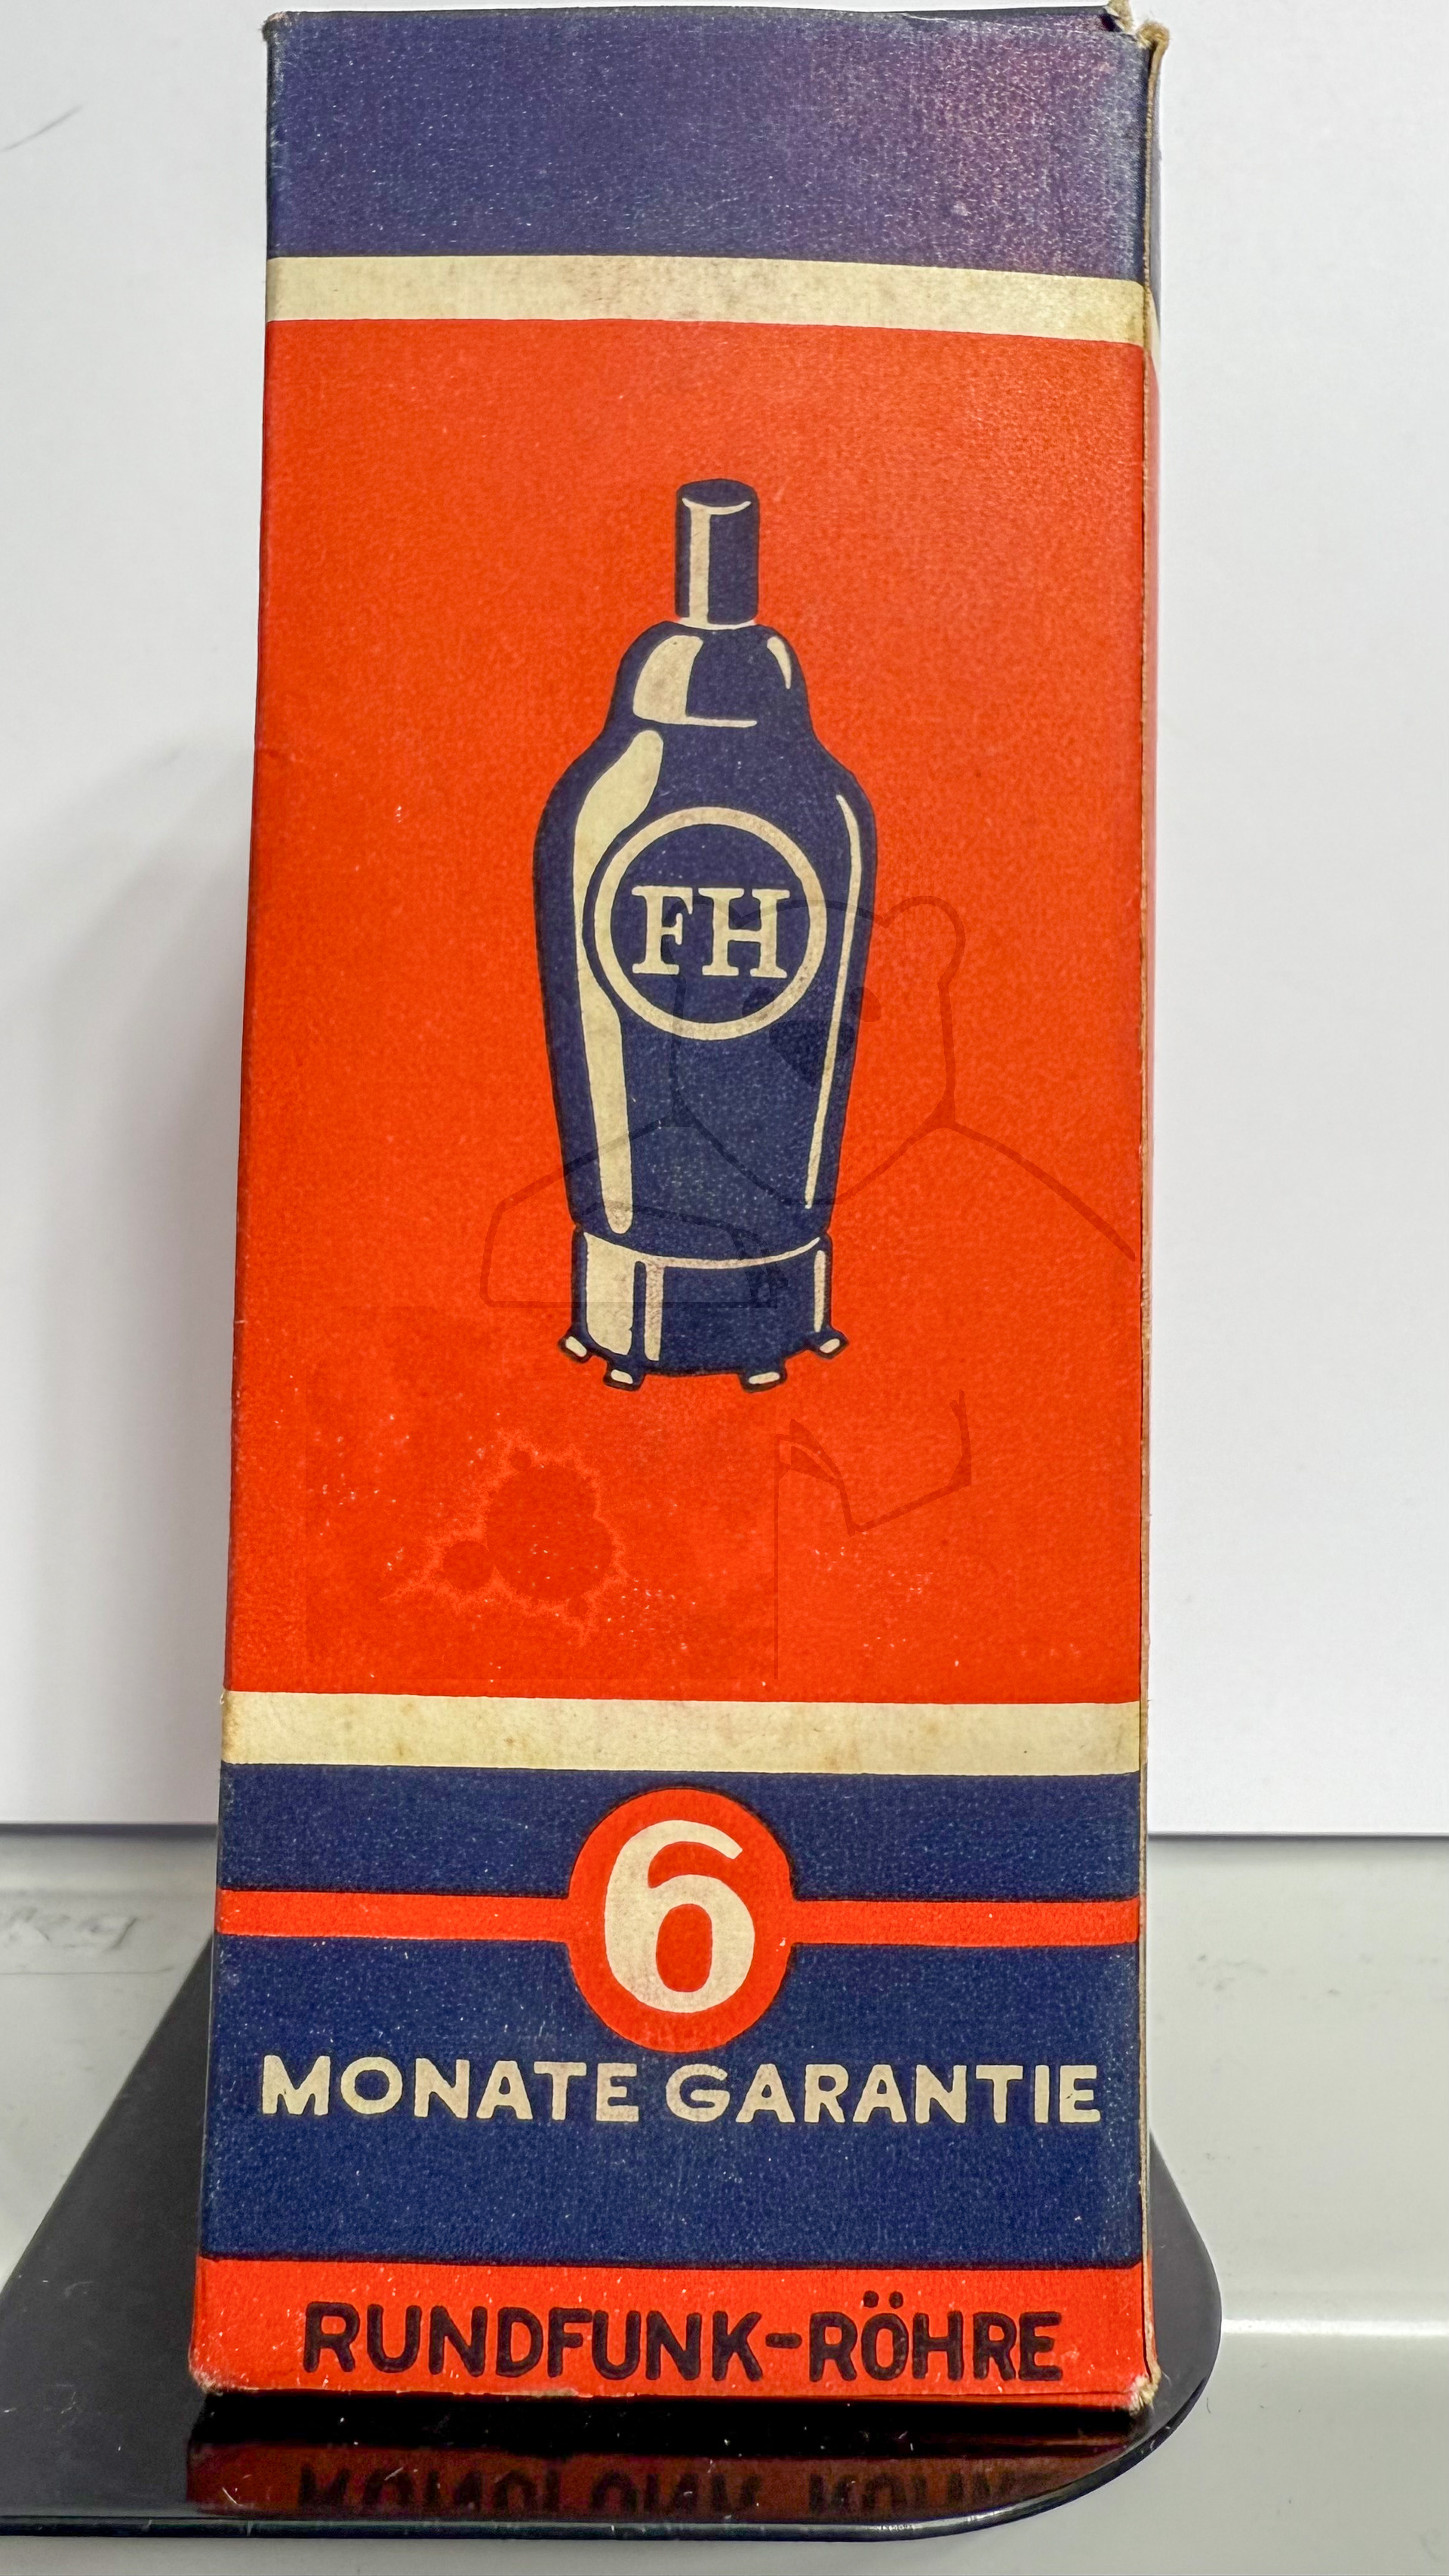 FH
6
MONATE GARANTIE
RUNDFUNK-RÖHRE